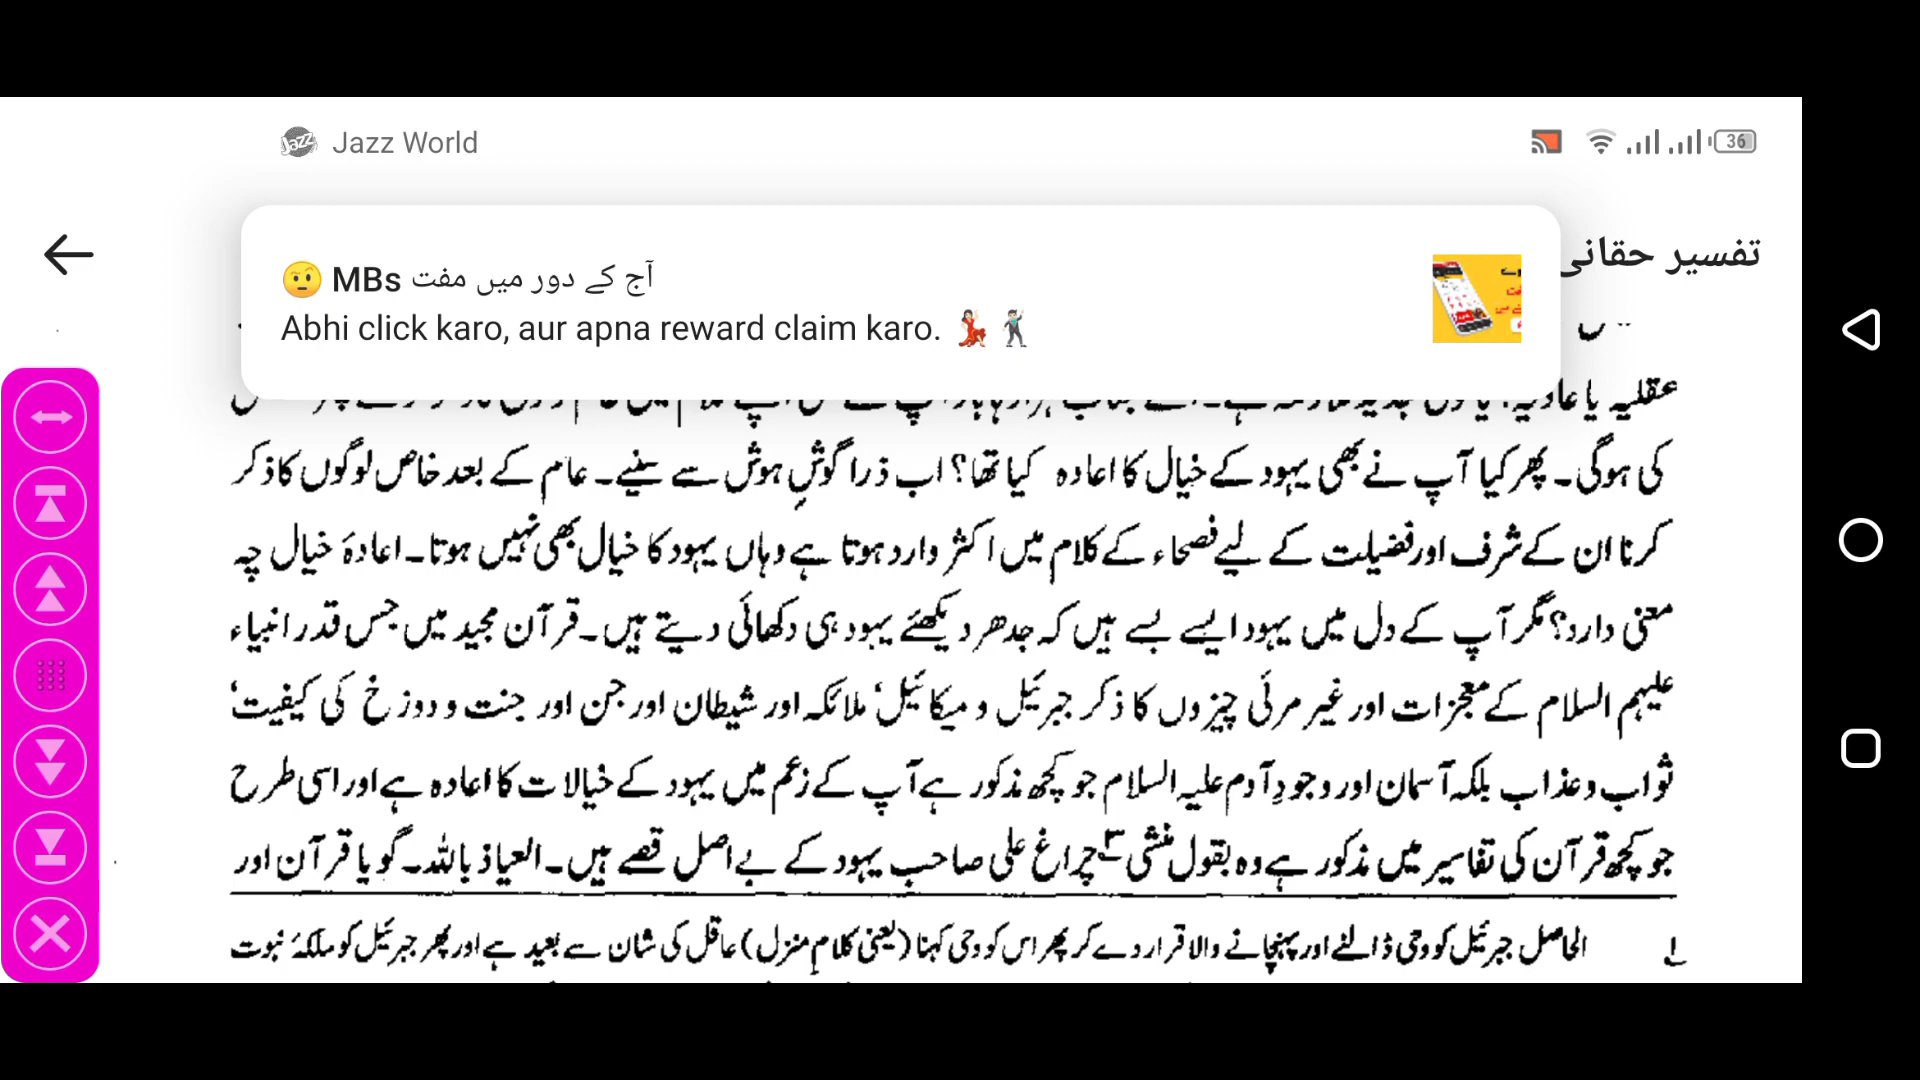 Jazz World
36
تفسیر حقانی
آج کے دور میں مفت MBs 🤨
Abhi click karo, aur apna reward claim karo. 💃🏻🕺🏻
عقلیہ یا عادیہ؟
کی ہوگی۔ پھر کیا آپ نے بھی یہود کے خیال کا اعادہ کیا تھا؟ اب ذرا گوشِ ہوش سے سنیے۔ عام کے بعد خاص لوگوں کا ذکر
کرنا ان کے شرف اور فضیلت کے لیے فصحاء کے کلام میں اکثر وارد ہوتا ہے وہاں یہود کا خیال بھی نہیں ہوتا۔ اعادۂ خیال چہ
معنی دارد؟ مگر آپ کے دل میں یہود ایسے بسے ہیں کہ جدھر دیکھئے یہود ہی دکھائی دیتے ہیں۔ قرآن مجید میں جس قدر انبیاء
علیہم السلام کے معجزات اور غیر مرئی چیزوں کا ذکر جبرئیل و میکائیل‘ ملائکہ اور شیطان اور جن اور جنت و دوزخ کی کیفیت‘
ثواب و عذاب بلکہ آسمان اور وجودِ آدم علیہ السلام جو کچھ مذکور ہے آپ کے زعم میں یہود کے خیالات کا اعادہ ہے اور اسی طرح
جو کچھ قرآن کی تفاسیر میں مذکور ہے وہ بقول منشی چراغ علی صاحب یہود کے بے اصل قصے ہیں۔ العیاذ باللہ۔ گویا قرآن اور
۱ الحاصل جبرئیل کو وحی ڈالنے اور پہنچانے والا قرار دے کر پھر اس کو وحی کہنا (یعنی کلام منزل) عاقل کی شان سے بعید ہے اور پھر جبرئیل کو ملکۂ نبوت